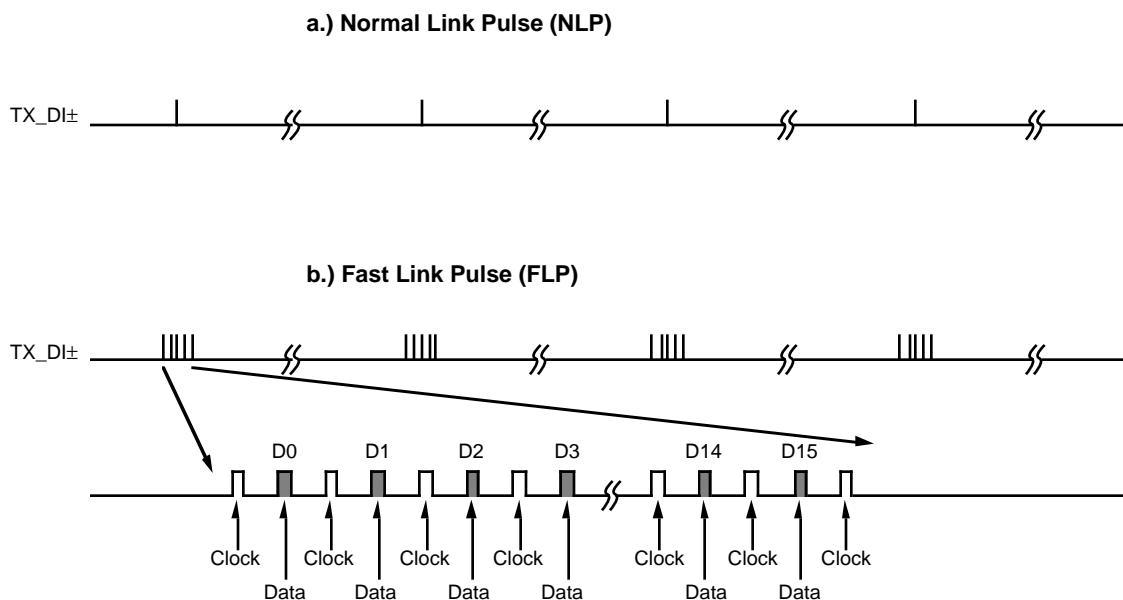 a.) Normal Link Pulse (NLP)
TX_DI±
b.) Fast Link Pulse (FLP)
TX_DI±
D0 D1 D2 D3 D14 D15
Clock Clock Clock Clock Clock Clock Clock
Data Data Data Data Data Data